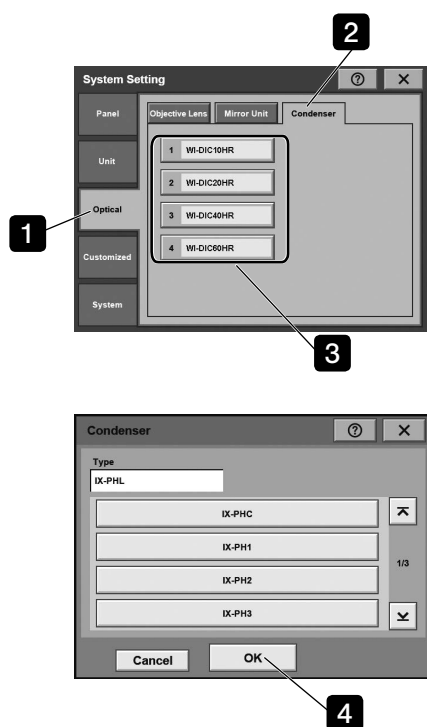 2
System Setting
Panel
Objective Lens
Mirror Unit
Condenser
Unit
1 WI-DIC10HR
2 WI-DIC20HR
Optical
3 WI-DIC40HR
1
4 WI-DIC60HR
Customized
System
3
Condenser
Type
IX-PHL
IX-PHC
IX-PH1
1/3
IX-PH2
IX-PH3
Cancel
OK
4